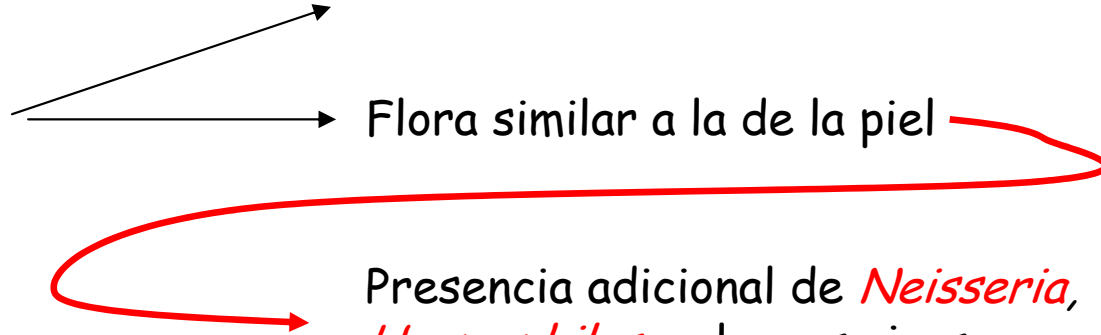 Flora similar a la de la piel
Presencia adicional de Neisseria,